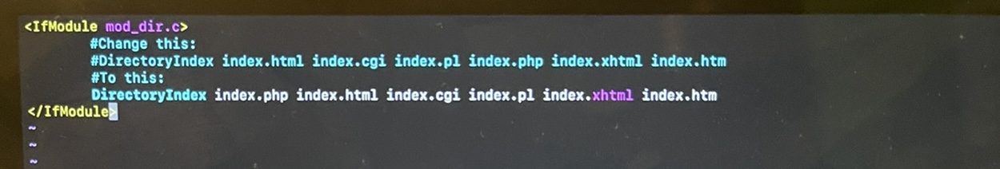 <IfModule mod_dir.c>
#Change this:
#DirectoryIndex index.html index.cgi index.pl index.php index.xhtml index.htm
#To this:
DirectoryIndex index.php index.html index.cgi index.pl index.xhtml index.htm
</IfModule>
~
~
~